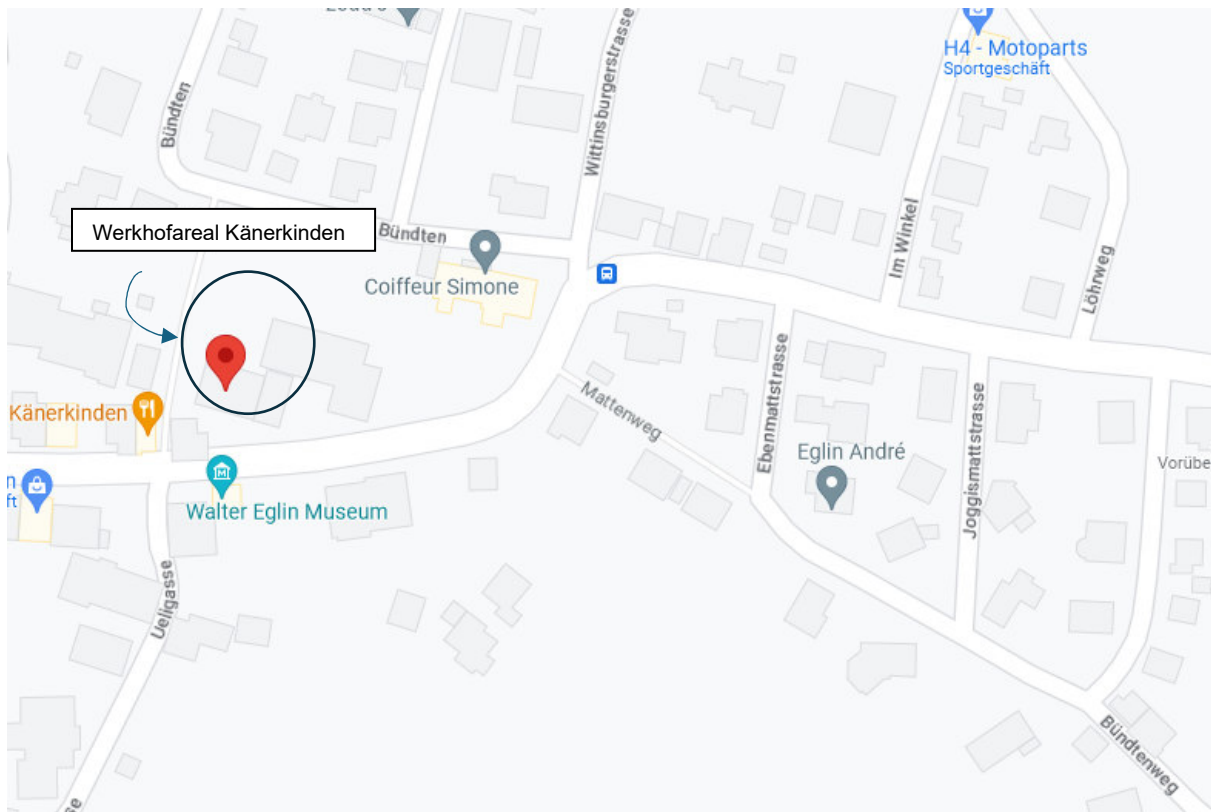 H4 - Motoparts
Sportgeschäft
Wittinsburgerstrasse
Bündten
Im Winkel
Löhrweg
Werkhofareal Känerkinden
Bündten
Coiffeur Simone
Känerkinden
Mattenweg
Ebenmattstrasse
Joggismattstrasse
Eglin André
Walter Eglin Museum
Ueligasse
Bündtenweg